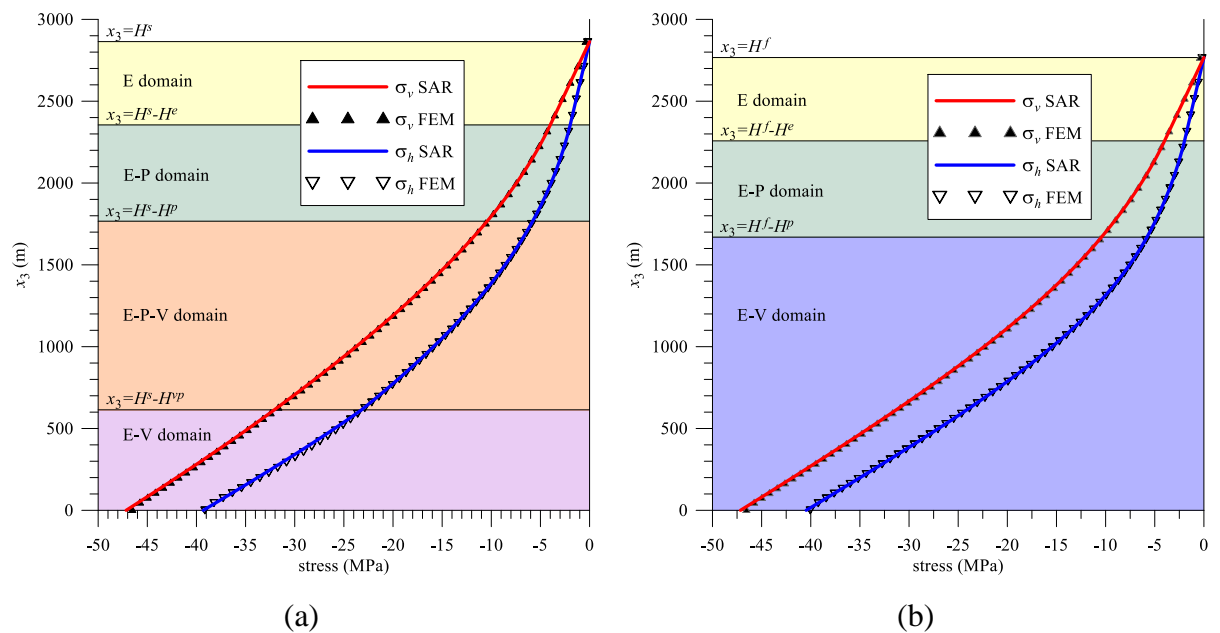 3000
2500
2000
1500
1000
500
0
x₃ (m)
x₃=Hˢ
E domain
x₃=Hˢ-Hᵉ
E-P domain
x₃=Hˢ-Hᵖ
E-P-V domain
x₃=Hˢ-Hᵛᵖ
E-V domain
σᵥ SAR
σᵥ FEM
σₕ SAR
σₕ FEM
-50 -45 -40 -35 -30 -25 -20 -15 -10 -5 0
stress (MPa)
(a)
3000
2500
2000
1500
1000
500
0
x₃ (m)
x₃=Hᶠ
E domain
x₃=Hᶠ-Hᵉ
E-P domain
x₃=Hᶠ-Hᵖ
E-V domain
σᵥ SAR
σᵥ FEM
σₕ SAR
σₕ FEM
-50 -45 -40 -35 -30 -25 -20 -15 -10 -5 0
stress (MPa)
(b)